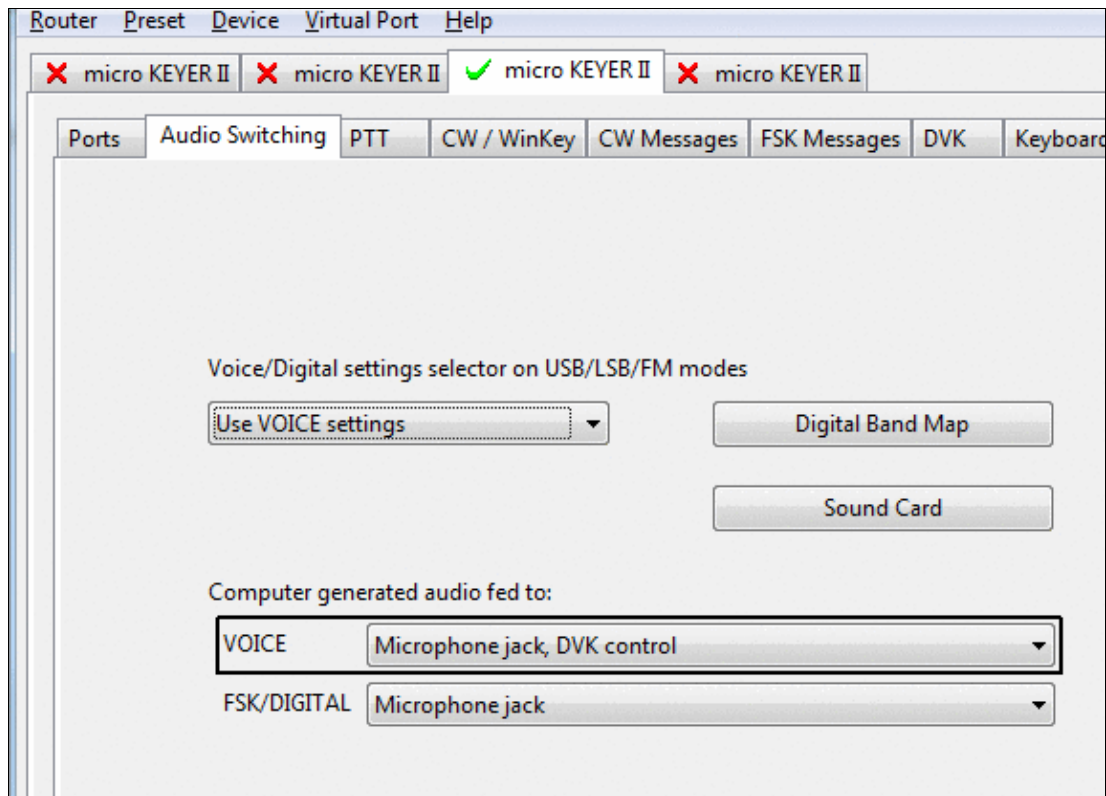 Router Preset Device Virtual Port Help
micro KEYER II micro KEYER II micro KEYER II micro KEYER II
Ports Audio Switching PTT CW / WinKey CW Messages FSK Messages DVK Keyboard
Voice/Digital settings selector on USB/LSB/FM modes
Use VOICE settings Digital Band Map
Sound Card
Computer generated audio fed to:
VOICE Microphone jack, DVK control
FSK/DIGITAL Microphone jack